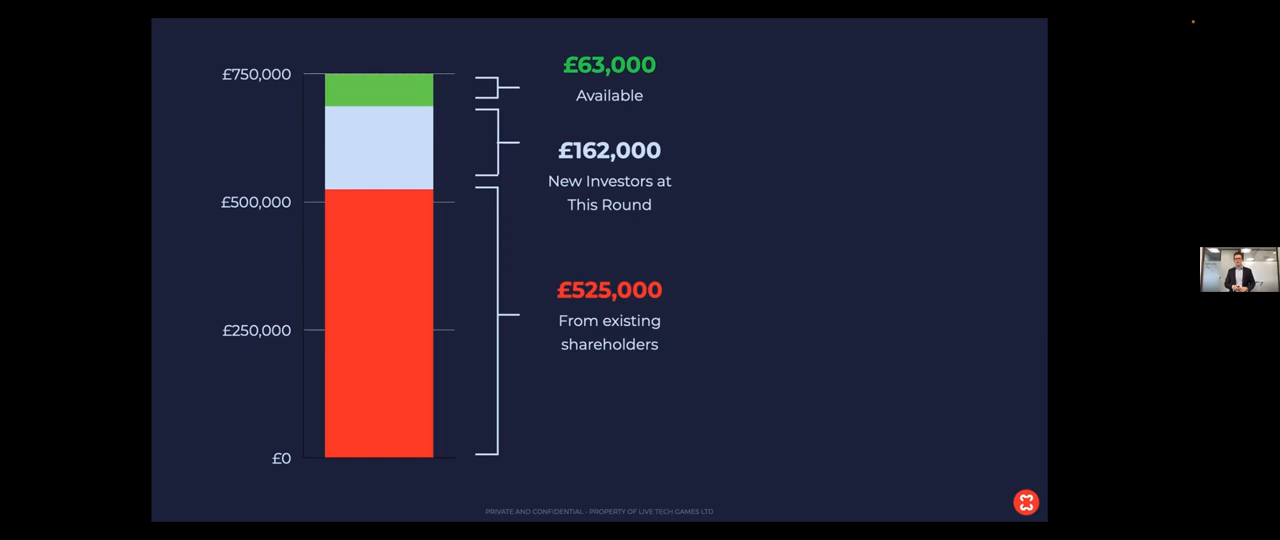 £750,000
£500,000
£250,000
£0
£63,000
Available
£162,000
New Investors at
This Round
£525,000
From existing
shareholders
PRIVATE AND CONFIDENTIAL - PROPERTY OF LIVE TECH GAMES LTD